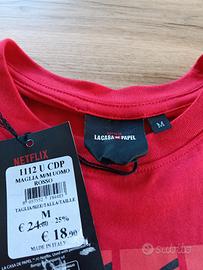 LA CASA DE PAPEL
M
NETFLIX
1112 U CDP
MAGLIA M/M UOMO
ROSSO
TAGLIA/SIZE/TALLA/TAILLE
M
€ 24,90 -25%
€ 18,90
MADE IN ITALY
subito